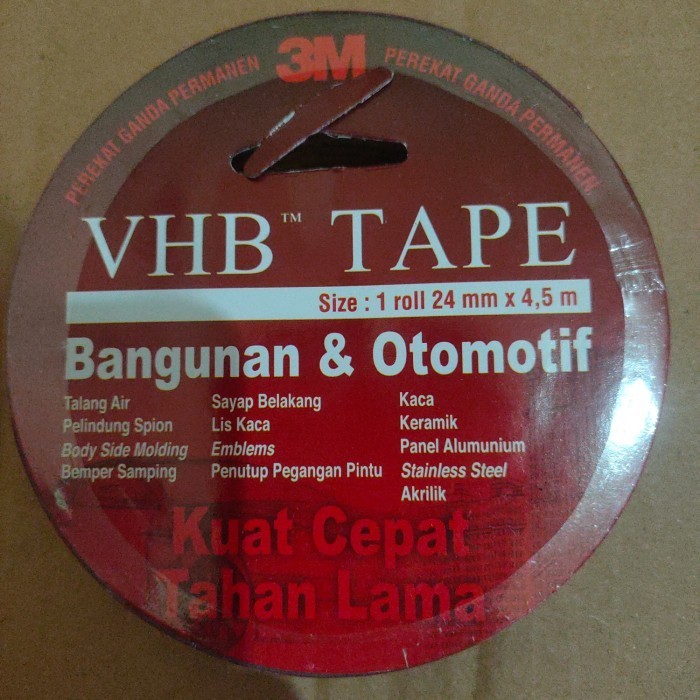 3M
PEREKAT GANDA PERMANEN
PEREKAT GANDA PERMANEN
VHB™ TAPE
Size : 1 roll 24 mm x 4,5 m
Bangunan & Otomotif
Talang Air
Pelindung Spion
Body Side Molding
Bemper Samping
Sayap Belakang
Lis Kaca
Emblems
Penutup Pegangan Pintu
Kaca
Keramik
Panel Alumunium
Stainless Steel
Akrilik
Kuat Cepat
Tahan Lama